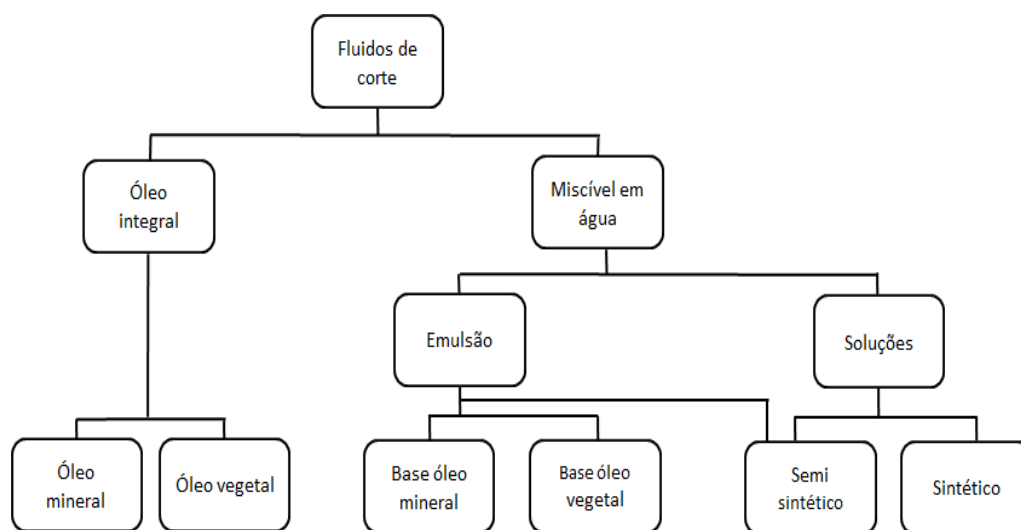 Fluidos de
corte
Óleo
integral
Miscível em
água
Emulsão
Soluções
Óleo
mineral
Óleo vegetal
Base óleo
mineral
Base óleo
vegetal
Semi
sintético
Sintético